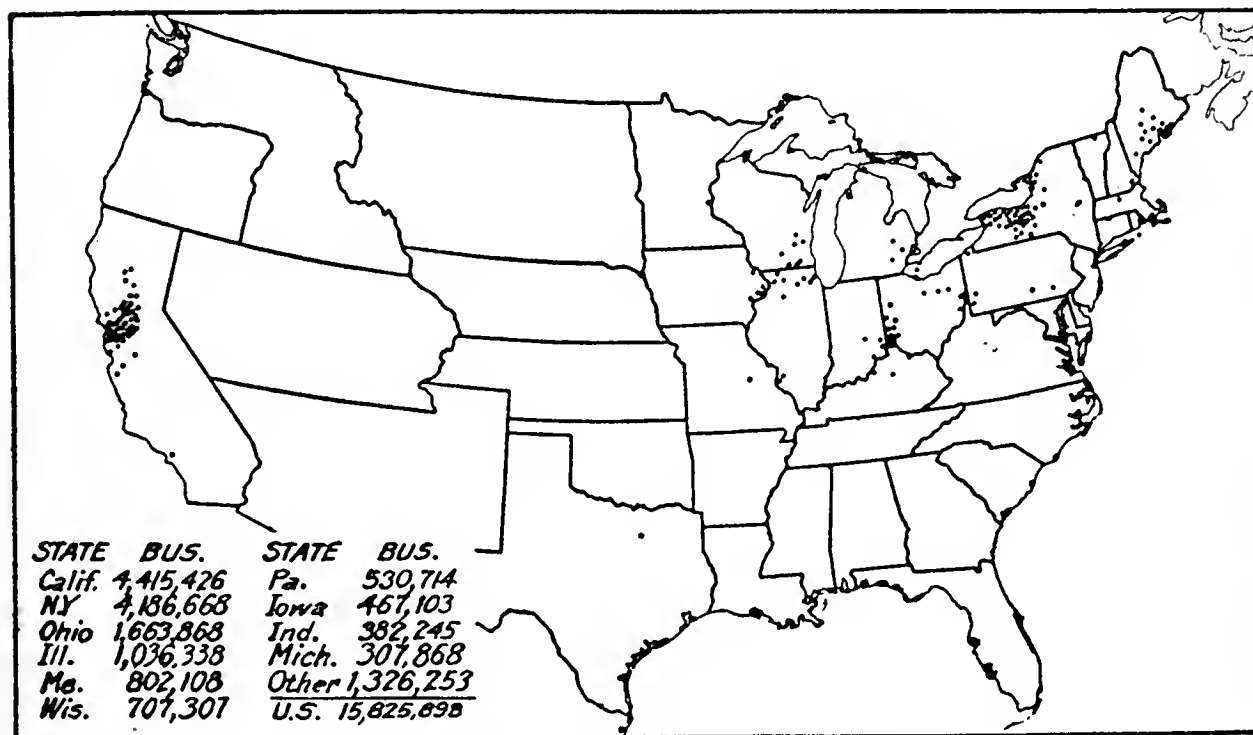 STATE BUS. STATE BUS.
Calif. 4,415,426 Pa. 530,714
NY 4,186,668 Iowa 467,103
Ohio 1,663,868 Ind. 382,245
Ill. 1,036,338 Mich. 307,868
Me. 802,108 Other 1,326,253
Wis. 707,307 U.S. 15,825,898